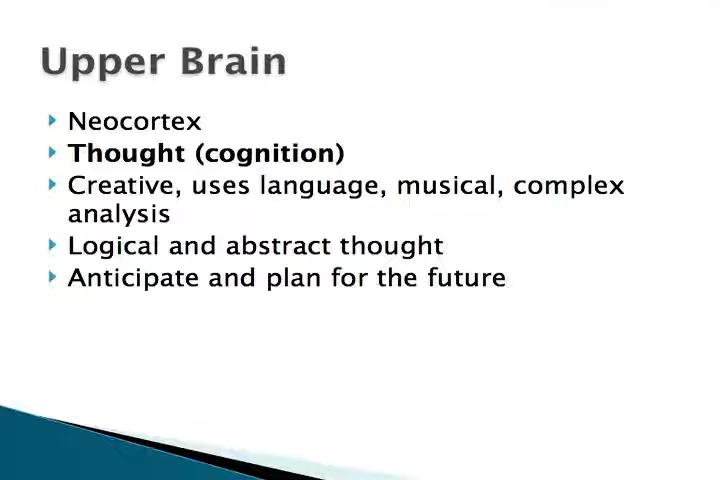 Upper Brain
Neocortex
Thought (cognition)
Creative, uses language, musical, complex
analysis
Logical and abstract thought
Anticipate and plan for the future